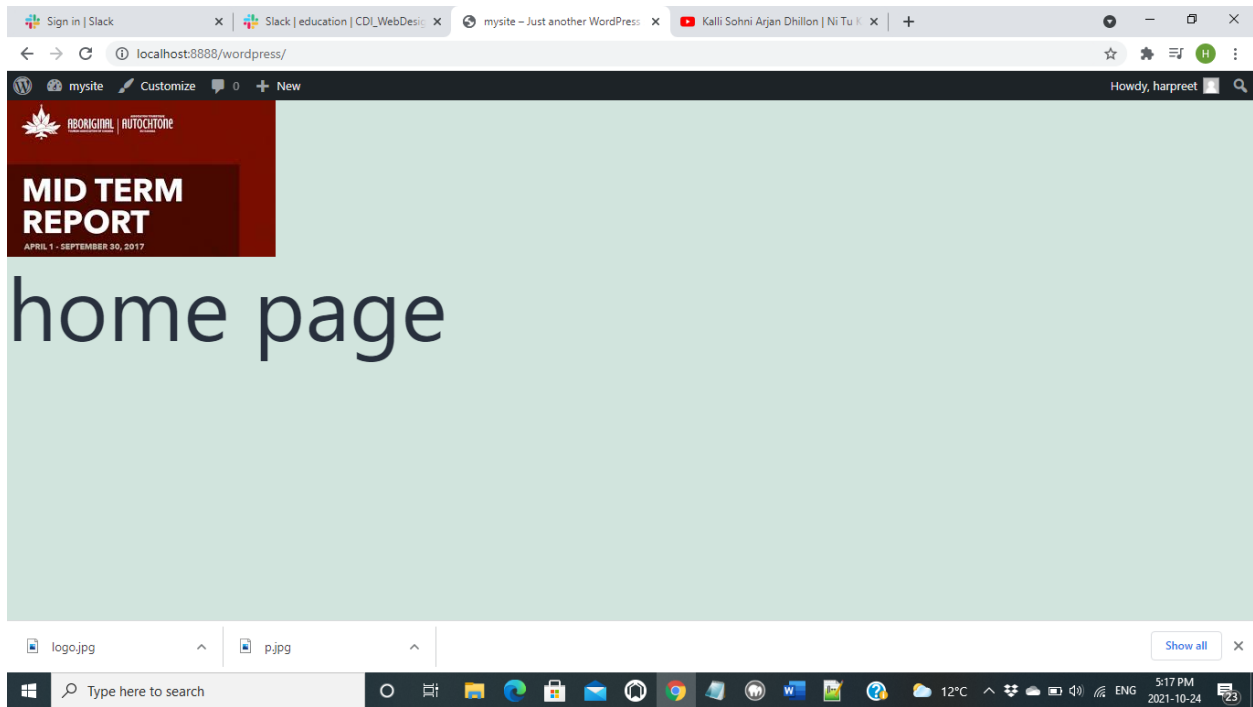 Sign in | Slack
Slack | education | CDI_WebDesig
mysite – Just another WordPress
Kalli Sohni Arjan Dhillon | Ni Tu K
localhost:8888/wordpress/
mysite Customize 0 New
Howdy, harpreet
ABORIGINAL | AUTOCHTONE
MID TERM
REPORT
APRIL 1 - SEPTEMBER 30, 2017
home page
logo.jpg
p.jpg
Show all
Type here to search
12°C
ENG
5:17 PM
2021-10-24
23